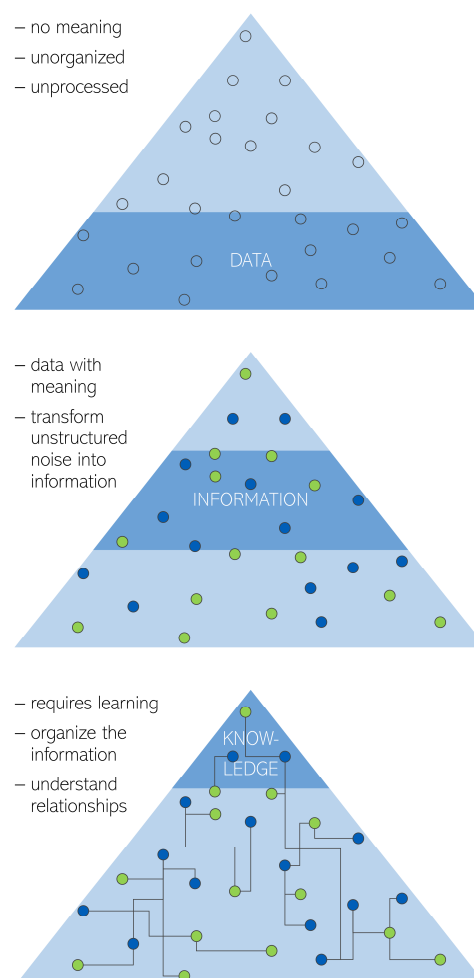 – no meaning
– unorganized
– unprocessed
DATA
– data with
meaning
– transform
unstructured
noise into
information
INFORMATION
– requires learning
– organize the
information
– understand
relationships
KNOW-
LEDGE